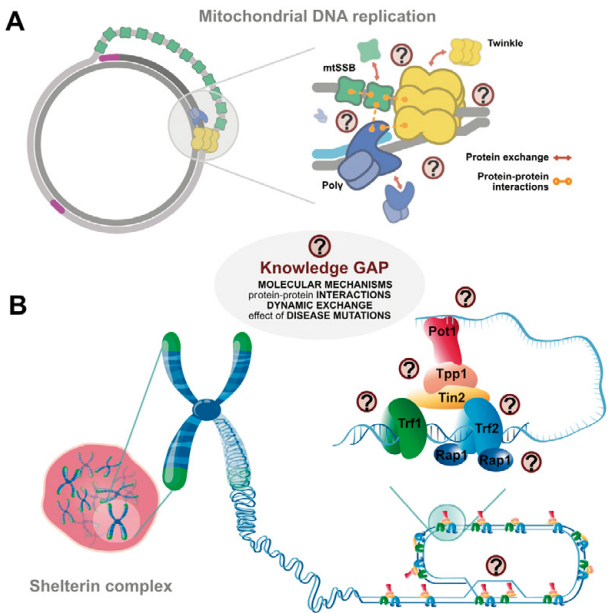 A
Mitochondrial DNA replication
?
Twinkle
mtSSB
?
?
?
Polγ
Protein exchange
Protein-protein
interactions
?
Knowledge GAP
MOLECULAR MECHANISMS
protein-protein INTERACTIONS
DYNAMIC EXCHANGE
effect of DISEASE MUTATIONS
B
?
Pot1
?
Tpp1
Tin2
?
?
Trf1
Trf2
Rap1
Rap1
?
?
Shelterin complex